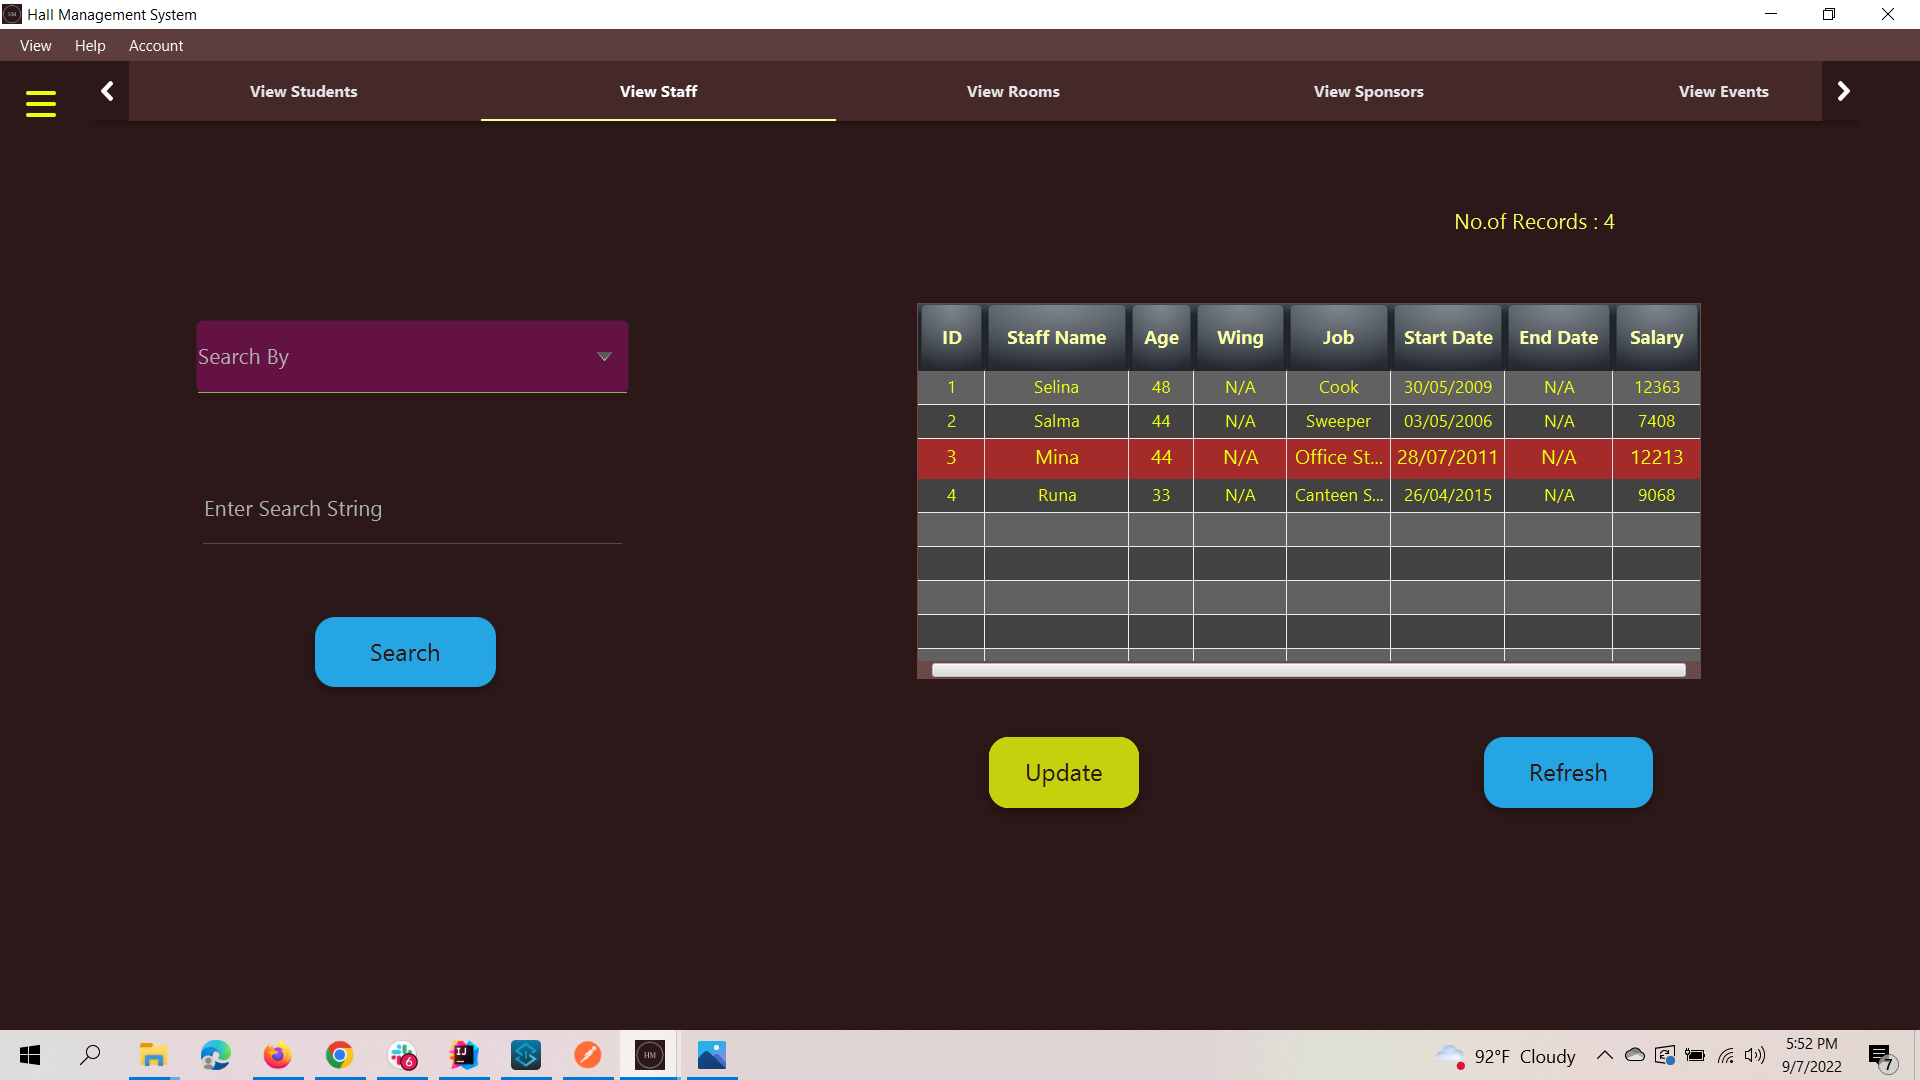 Hall Management System
View Help Account
View Students View Staff View Rooms View Sponsors View Events
No.of Records : 4
Search By
Enter Search String
Search
ID Staff Name Age Wing Job Start Date End Date Salary
1 Selina 48 N/A Cook 30/05/2009 N/A 12363
2 Salma 44 N/A Sweeper 03/05/2006 N/A 7408
3 Mina 44 N/A Office St... 28/07/2011 N/A 12213
4 Runa 33 N/A Canteen S... 26/04/2015 N/A 9068
Update Refresh
6
IJ
HM
92°F Cloudy
5:52 PM
9/7/2022
7